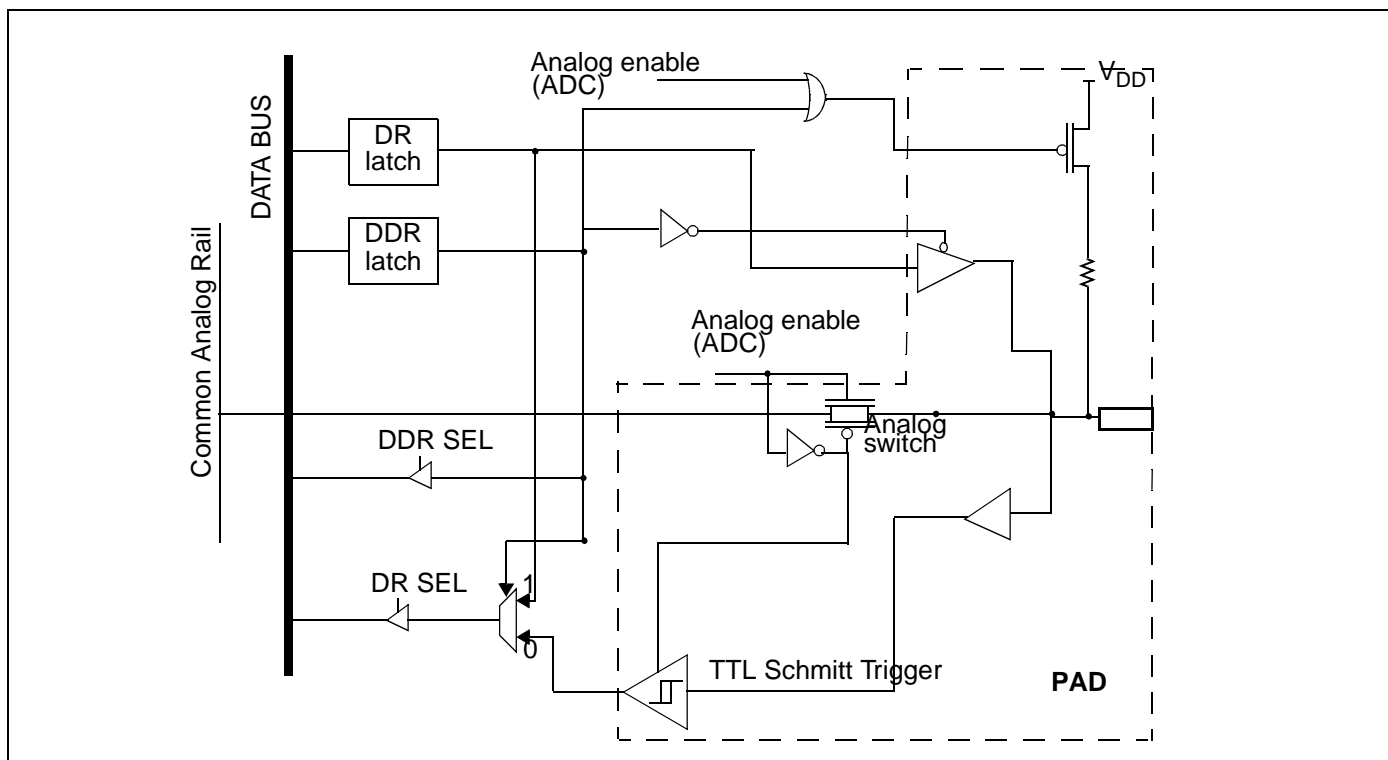 Analog enable
(ADC)
VDD
DATA BUS
DR
latch
DDR
latch
Common Analog Rail
Analog enable
(ADC)
Analog
switch
DDR SEL
DR SEL
1
0
TTL Schmitt Trigger
PAD